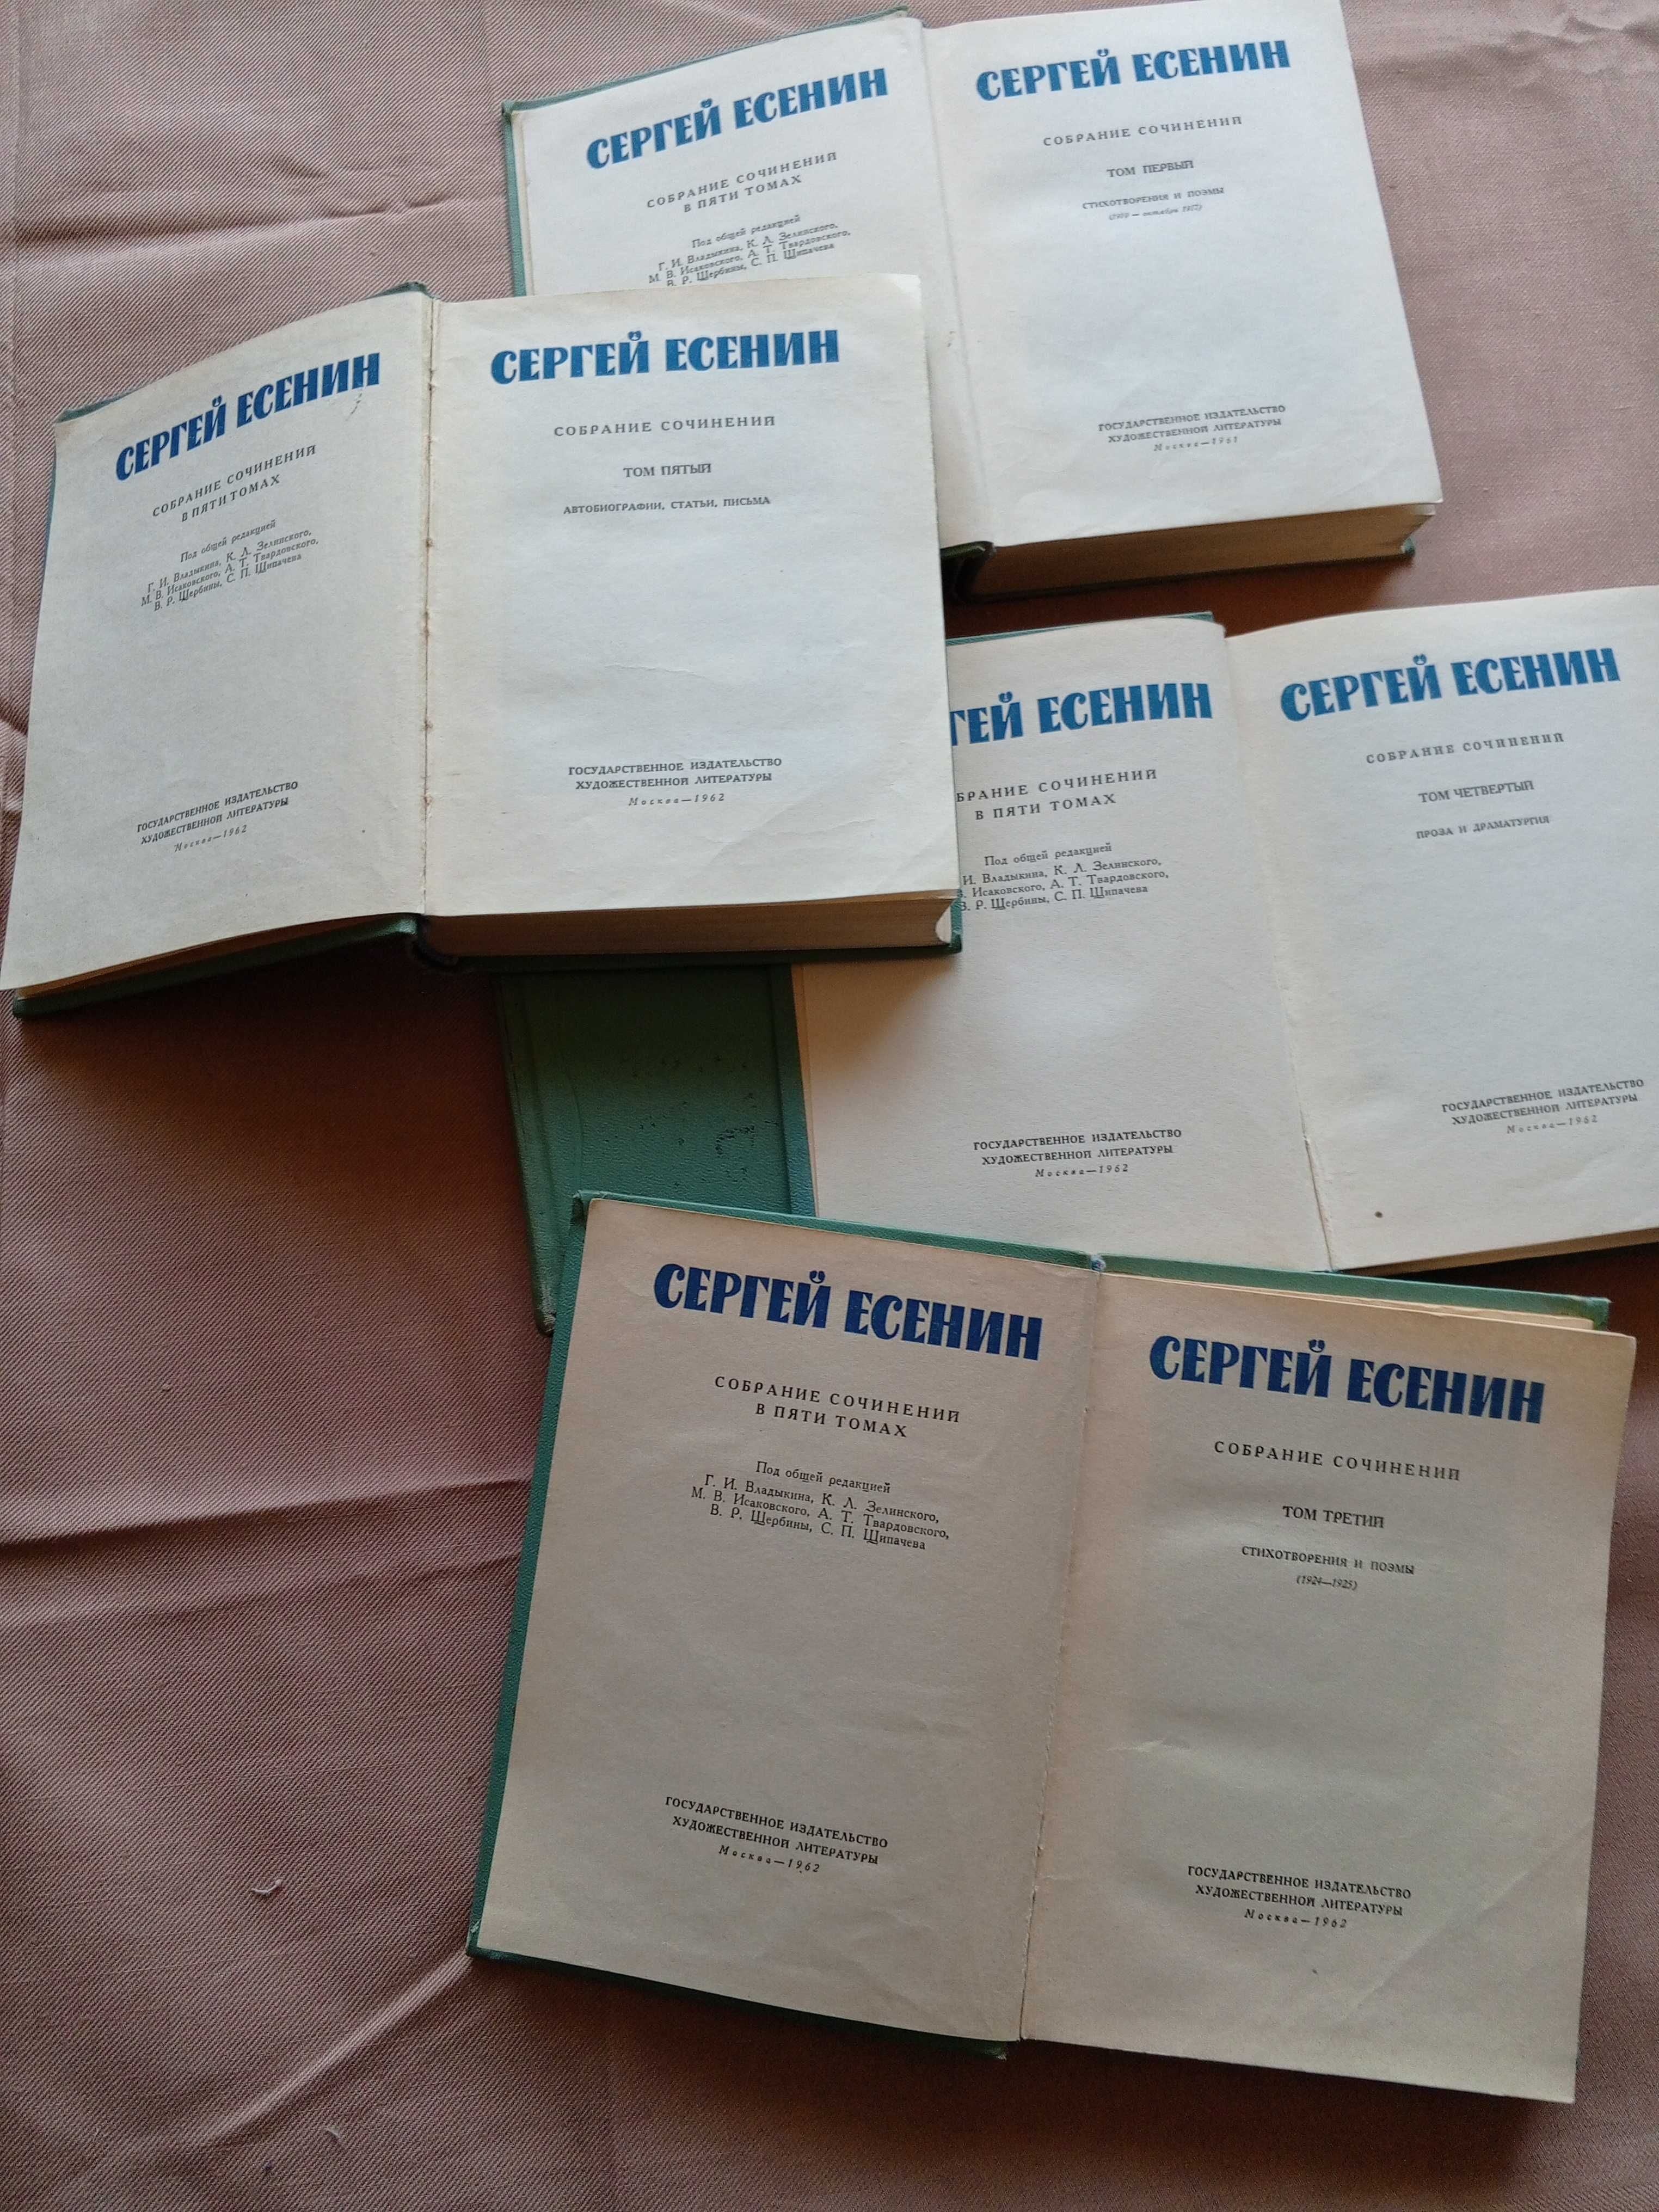 СЕРГЕЙ ЕСЕНИН
СОБРАНИЕ СОЧИНЕНИЙ
В ПЯТИ ТОМАХ
Под общей редакцией
Г. И. Владыкина, К. Л. Зелинского,
М. В. Исаковского, А. Т. Твардовского,
В. Р. Щербины, С. П. Щипачева
СЕРГЕЙ ЕСЕНИН
СОБРАНИЕ СОЧИНЕНИЙ
ТОМ ПЕРВЫЙ
СТИХОТВОРЕНИЯ И ПОЭМЫ
(1910 — октября 1917)
ГОСУДАРСТВЕННОЕ ИЗДАТЕЛЬСТВО
ХУДОЖЕСТВЕННОЙ ЛИТЕРАТУРЫ
Москва—1961
СЕРГЕЙ ЕСЕНИН
СОБРАНИЕ СОЧИНЕНИЙ
В ПЯТИ ТОМАХ
Под общей редакцией
Г. И. Владыкина, К. Л. Зелинского,
М. В. Исаковского, А. Т. Твардовского,
В. Р. Щербины, С. П. Щипачева
ГОСУДАРСТВЕННОЕ ИЗДАТЕЛЬСТВО
ХУДОЖЕСТВЕННОЙ ЛИТЕРАТУРЫ
Москва—1962
СЕРГЕЙ ЕСЕНИН
СОБРАНИЕ СОЧИНЕНИЙ
ТОМ ПЯТЫЙ
АВТОБИОГРАФИИ, СТАТЬИ, ПИСЬМА
ГОСУДАРСТВЕННОЕ ИЗДАТЕЛЬСТВО
ХУДОЖЕСТВЕННОЙ ЛИТЕРАТУРЫ
Москва—1962
ГЕЙ ЕСЕНИН
БРАНИЕ СОЧИНЕНИЙ
В ПЯТИ ТОМАХ
Под общей редакцией
И. Владыкина, К. Л. Зелинского,
В. Исаковского, А. Т. Твардовского,
В. Р. Щербины, С. П. Щипачева
ГОСУДАРСТВЕННОЕ ИЗДАТЕЛЬСТВО
ХУДОЖЕСТВЕННОЙ ЛИТЕРАТУРЫ
Москва—1962
СЕРГЕЙ ЕСЕНИН
СОБРАНИЕ СОЧИНЕНИЙ
ТОМ ЧЕТВЕРТЫЙ
ПРОЗА И ДРАМАТУРГИЯ
ГОСУДАРСТВЕННОЕ ИЗДАТЕЛЬСТВО
ХУДОЖЕСТВЕННОЙ ЛИТЕРАТУРЫ
Москва—1962
СЕРГЕЙ ЕСЕНИН
СОБРАНИЕ СОЧИНЕНИЙ
В ПЯТИ ТОМАХ
Под общей редакцией
Г. И. Владыкина, К. Л. Зелинского,
М. В. Исаковского, А. Т. Твардовского,
В. Р. Щербины, С. П. Щипачева
ГОСУДАРСТВЕННОЕ ИЗДАТЕЛЬСТВО
ХУДОЖЕСТВЕННОЙ ЛИТЕРАТУРЫ
Москва—1962
СЕРГЕЙ ЕСЕНИН
СОБРАНИЕ СОЧИНЕНИЙ
ТОМ ТРЕТИЙ
СТИХОТВОРЕНИЯ И ПОЭМЫ
(1924—1925)
ГОСУДАРСТВЕННОЕ ИЗДАТЕЛЬСТВО
ХУДОЖЕСТВЕННОЙ ЛИТЕРАТУРЫ
Москва—1962